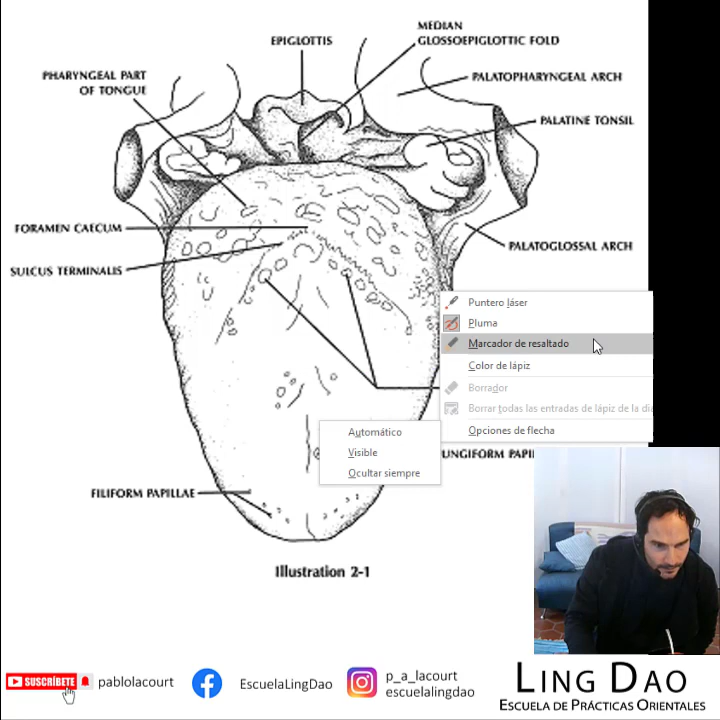 MEDIAN
GLOSSOEPIGLOTTIC FOLD
EPIGLOTTIS
PHARYNGEAL PART
OF TONGUE
PALATOPHARYNGEAL ARCH
PALATINE TONSIL
FORAMEN CAECUM
PALATOGLOSSAL ARCH
SULCUS TERMINALIS
Puntero láser
Pluma
Marcador de resaltado
Color de lápiz
Borrador
Borrar todas las entradas de lápiz de la dia
Opciones de flecha
Automático
Visible
Ocultar siempre
UNGIFORM PAPI
FILIFORM PAPILLAE
Illustration 2-1
SUSCRÍBETE
pablolacourt
EscuelaLingDao
p_a_lacourt
escuelalingdao
LING DAO
ESCUELA DE PRÁCTICAS ORIENTALES